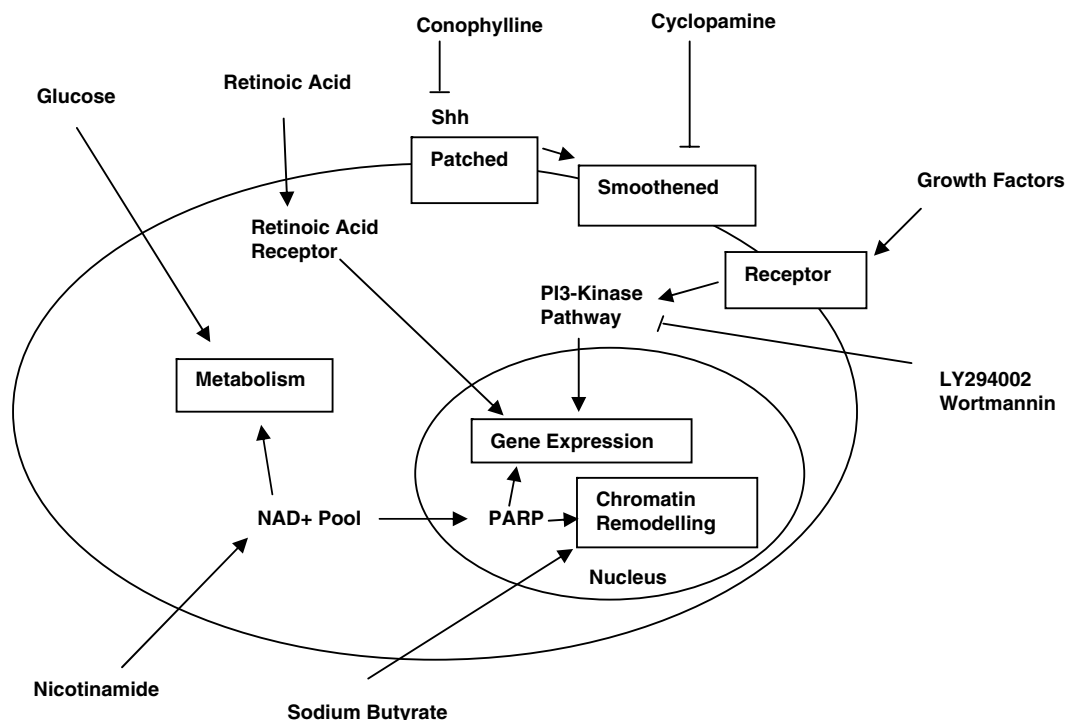 Conophylline
Cyclopamine
Glucose
Retinoic Acid
Shh
Patched
Smoothened
Growth Factors
Retinoic Acid
Receptor
Receptor
PI3-Kinase
Pathway
Metabolism
LY294002
Wortmannin
Gene Expression
NAD+ Pool
PARP
Chromatin
Remodelling
Nucleus
Nicotinamide
Sodium Butyrate